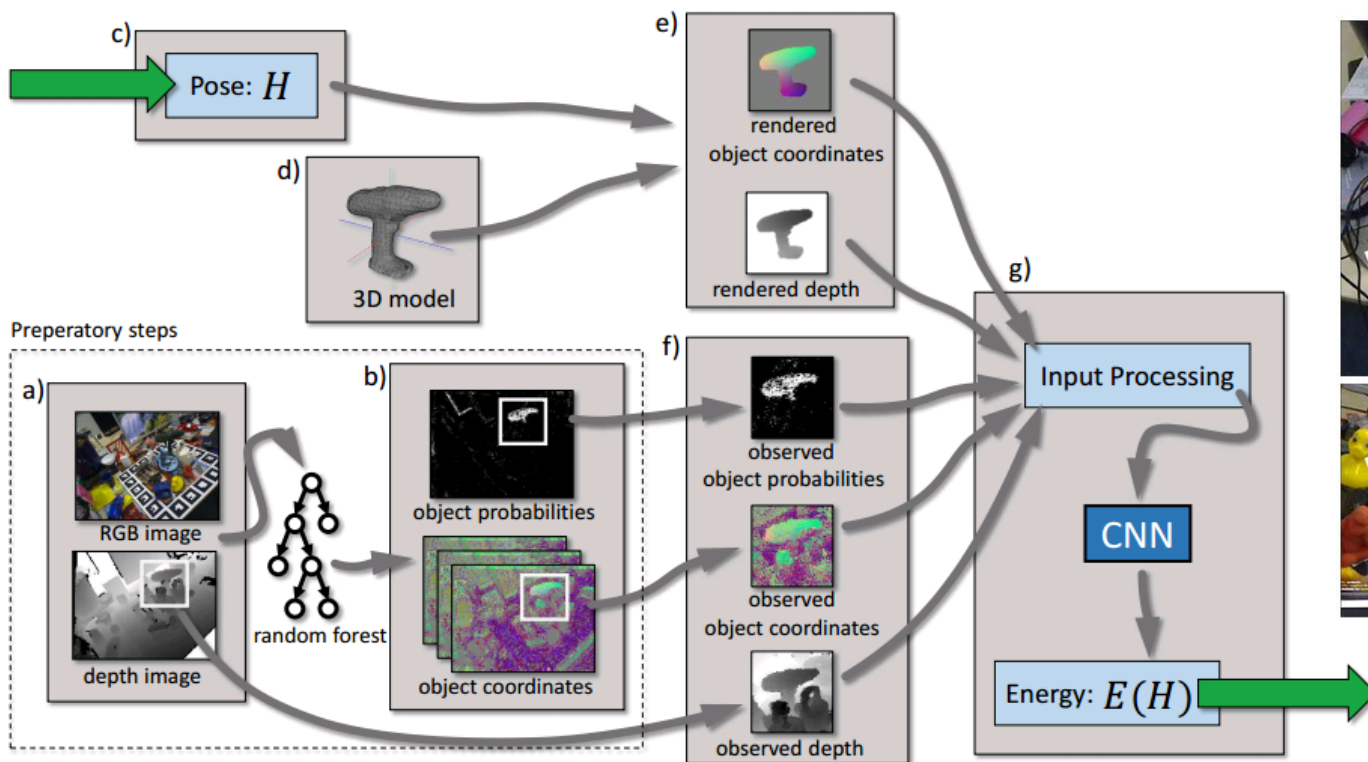 c)
Pose: H
d)
3D model
e)
rendered
object coordinates
rendered depth
Preperatory steps
a)
RGB image
depth image
random forest
b)
object probabilities
object coordinates
f)
observed
object probabilities
observed
object coordinates
observed depth
g)
Input Processing
CNN
Energy: E(H)